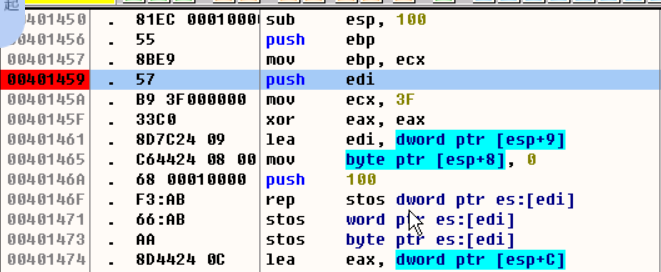 起
00401450 . 81EC 00010000 sub esp, 100
00401456 . 55 push ebp
00401457 . 8BE9 mov ebp, ecx
00401459 . 57 push edi
0040145A . B9 3F000000 mov ecx, 3F
0040145F . 33C0 xor eax, eax
00401461 . 8D7C24 09 lea edi, dword ptr [esp+9]
00401465 . C64424 08 00 mov byte ptr [esp+8], 0
0040146A . 68 00010000 push 100
0040146F . F3:AB rep stos dword ptr es:[edi]
00401471 . 66:AB stos word ptr es:[edi]
00401473 . AA stos byte ptr es:[edi]
00401474 . 8D4424 0C lea eax, dword ptr [esp+C]